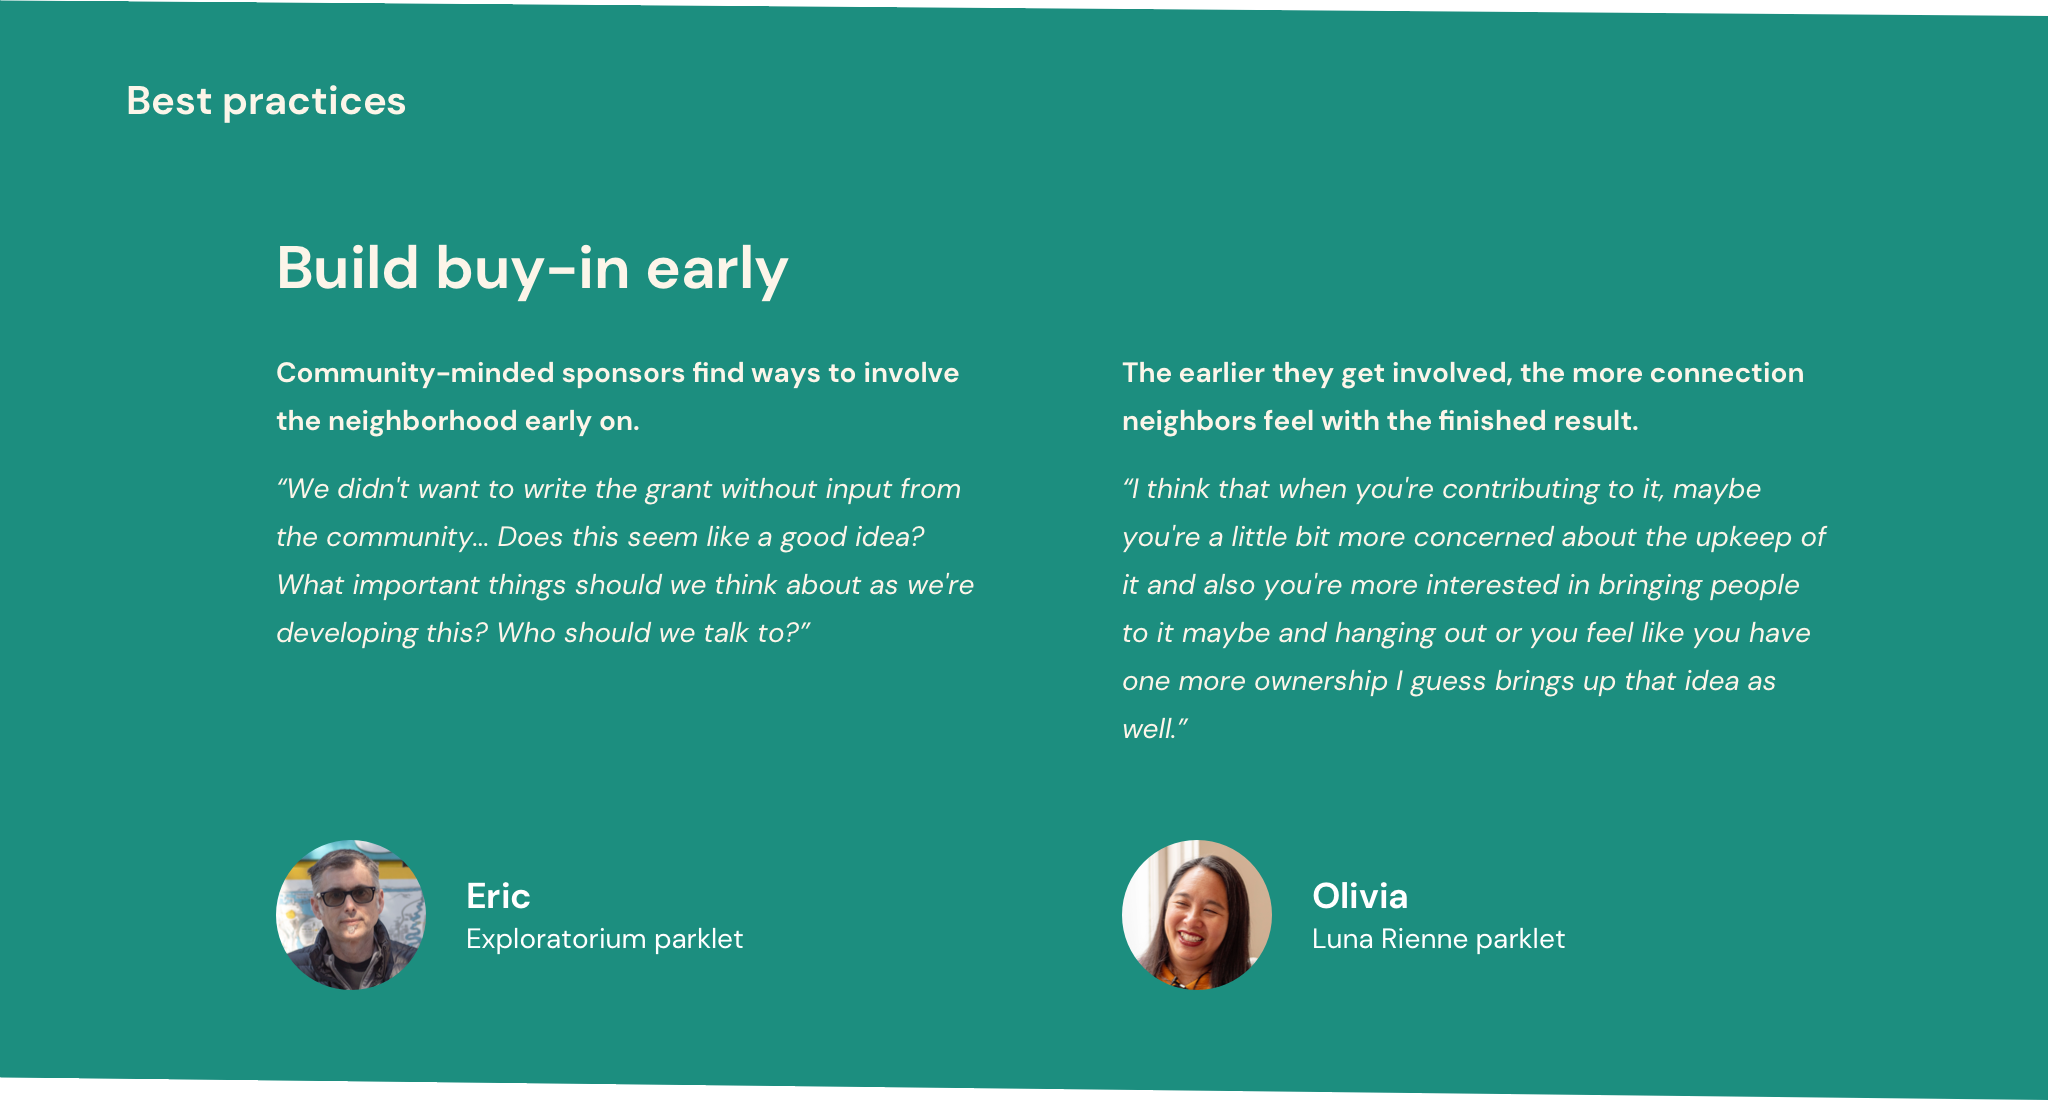 Best practices
Build buy-in early
Community-minded sponsors find ways to involve
the neighborhood early on.
“We didn't want to write the grant without input from
the community... Does this seem like a good idea?
What important things should we think about as we're
developing this? Who should we talk to?”
Eric
Exploratorium parklet
The earlier they get involved, the more connection
neighbors feel with the finished result.
“I think that when you're contributing to it, maybe
you're a little bit more concerned about the upkeep of
it and also you're more interested in bringing people
to it maybe and hanging out or you feel like you have
one more ownership I guess brings up that idea as
well.”
Olivia
Luna Rienne parklet